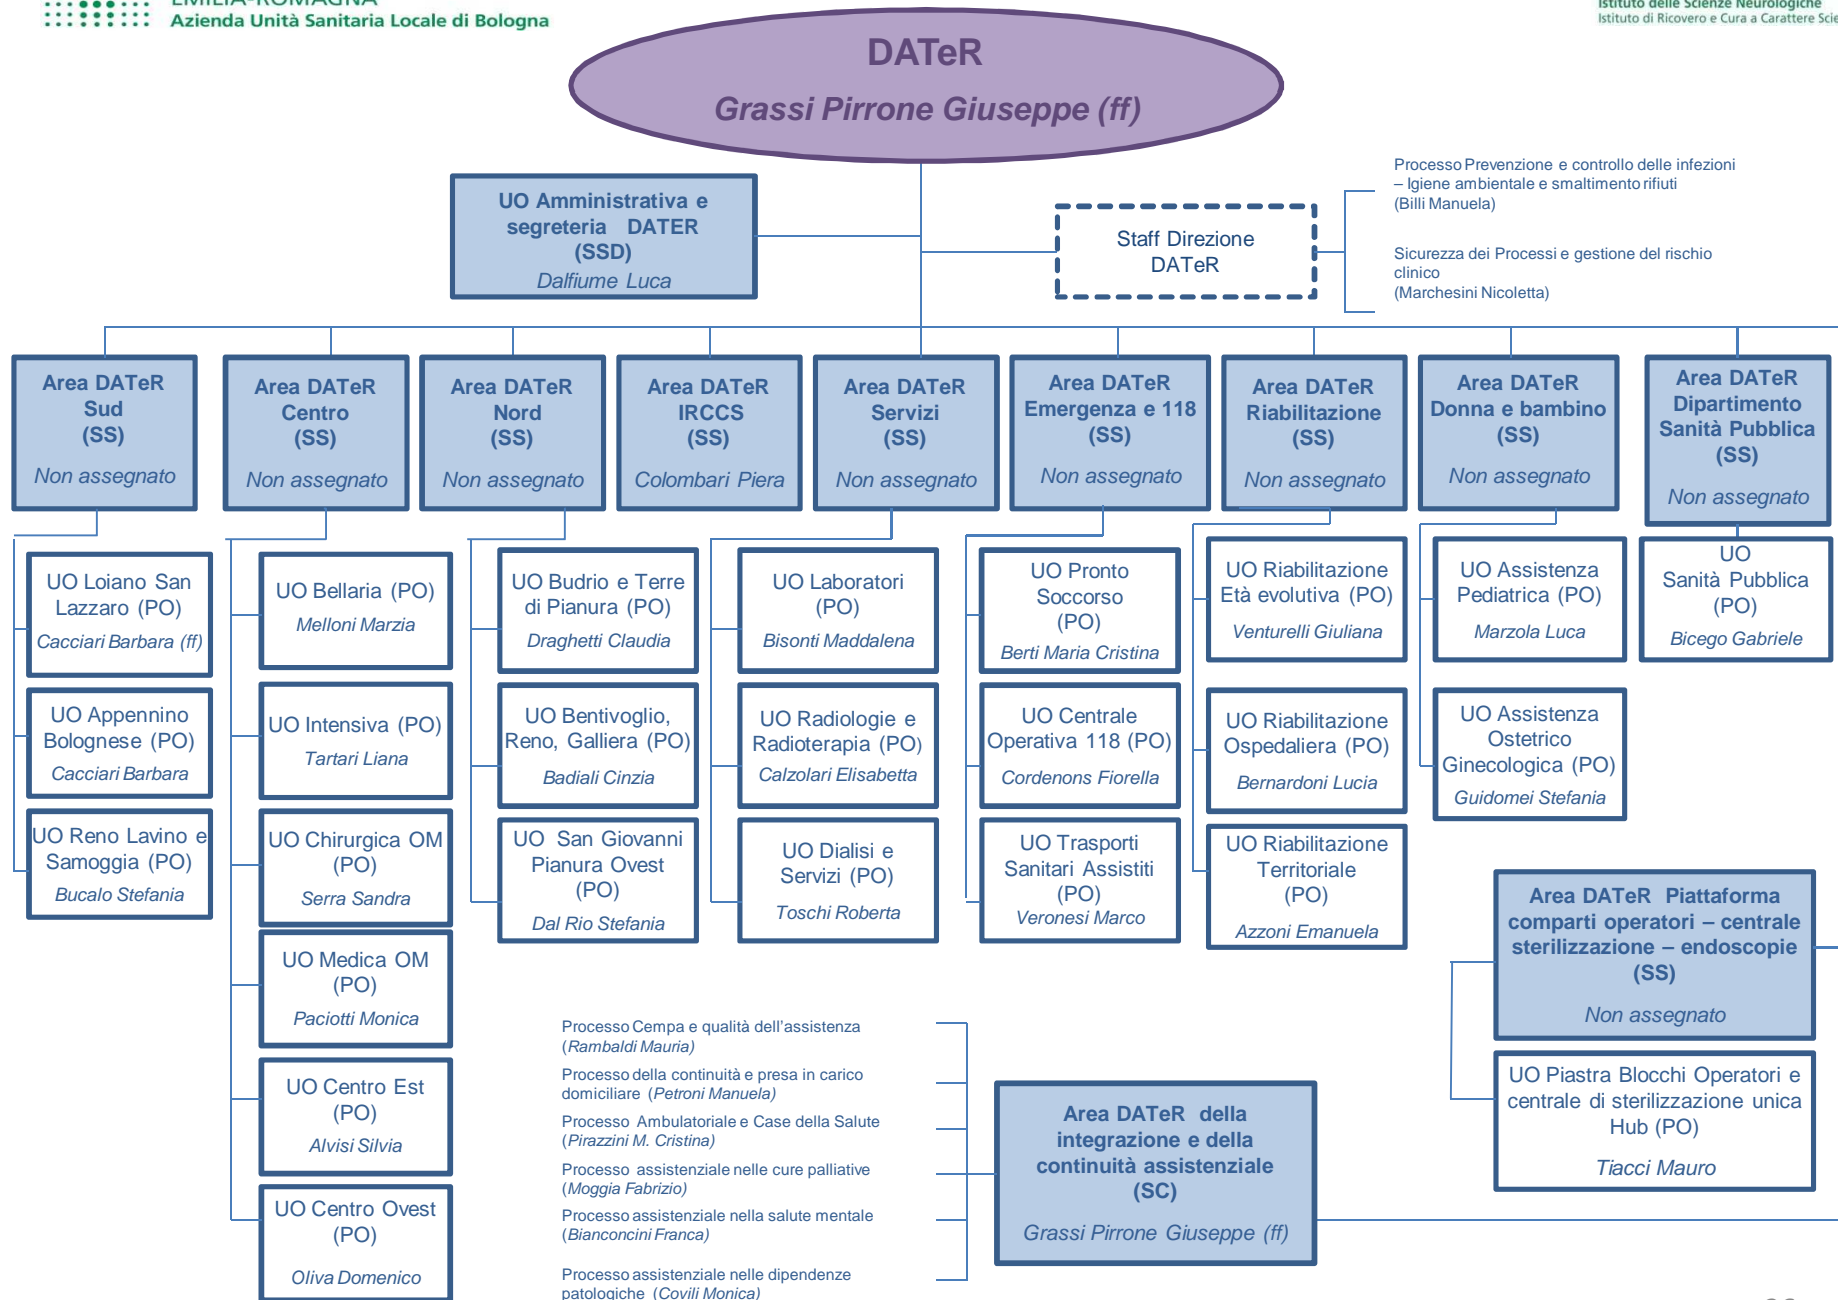 EMILIA-ROMAGNA
Azienda Unità Sanitaria Locale di Bologna
Istituto delle Scienze Neurologiche
Istituto di Ricovero e Cura a Carattere Scie
DATeR
Grassi Pirrone Giuseppe (ff)
UO Amministrativa e
segreteria DATER
(SSD)
Dalfiume Luca
Staff Direzione
DATeR
Processo Prevenzione e controllo delle infezioni
– Igiene ambientale e smaltimento rifiuti
(Billi Manuela)
Sicurezza dei Processi e gestione del rischio
clinico
(Marchesini Nicoletta)
Area DATeR
Sud
(SS)
Non assegnato
Area DATeR
Centro
(SS)
Non assegnato
Area DATeR
Nord
(SS)
Non assegnato
Area DATeR
IRCCS
(SS)
Colombari Piera
Area DATeR
Servizi
(SS)
Non assegnato
Area DATeR
Emergenza e 118
(SS)
Non assegnato
Area DATeR
Riabilitazione
(SS)
Non assegnato
Area DATeR
Donna e bambino
(SS)
Non assegnato
Area DATeR
Dipartimento
Sanità Pubblica
(SS)
Non assegnato
UO Loiano San
Lazzaro (PO)
Cacciari Barbara (ff)
UO Appennino
Bolognese (PO)
Cacciari Barbara
UO Reno Lavino e
Samoggia (PO)
Bucalo Stefania
UO Bellaria (PO)
Melloni Marzia
UO Intensiva (PO)
Tartari Liana
UO Chirurgica OM
(PO)
Serra Sandra
UO Medica OM
(PO)
Paciotti Monica
UO Centro Est
(PO)
Alvisi Silvia
UO Centro Ovest
(PO)
Oliva Domenico
UO Budrio e Terre
di Pianura (PO)
Draghetti Claudia
UO Bentivoglio,
Reno, Galliera (PO)
Badiali Cinzia
UO San Giovanni
Pianura Ovest
(PO)
Dal Rio Stefania
UO Laboratori
(PO)
Bisonti Maddalena
UO Radiologie e
Radioterapia (PO)
Calzolari Elisabetta
UO Dialisi e
Servizi (PO)
Toschi Roberta
UO Pronto
Soccorso
(PO)
Berti Maria Cristina
UO Centrale
Operativa 118 (PO)
Cordenons Fiorella
UO Trasporti
Sanitari Assistiti
(PO)
Veronesi Marco
UO Riabilitazione
Età evolutiva (PO)
Venturelli Giuliana
UO Riabilitazione
Ospedaliera (PO)
Bernardoni Lucia
UO Riabilitazione
Territoriale
(PO)
Azzoni Emanuela
UO Assistenza
Pediatrica (PO)
Marzola Luca
UO Assistenza
Ostetrico
Ginecologica (PO)
Guidomei Stefania
UO
Sanità Pubblica
(PO)
Bicego Gabriele
Area DATeR Piattaforma
comparti operatori – centrale
sterilizzazione – endoscopie
(SS)
Non assegnato
UO Piastra Blocchi Operatori e
centrale di sterilizzazione unica
Hub (PO)
Tiacci Mauro
Processo Cempa e qualità dell'assistenza
(Rambaldi Mauria)
Processo della continuità e presa in carico
domiciliare (Petroni Manuela)
Processo Ambulatoriale e Case della Salute
(Pirazzini M. Cristina)
Processo assistenziale nelle cure palliative
(Moggia Fabrizio)
Processo assistenziale nella salute mentale
(Bianconcini Franca)
Processo assistenziale nelle dipendenze
patologiche (Covili Monica)
Area DATeR della
integrazione e della
continuità assistenziale
(SC)
Grassi Pirrone Giuseppe (ff)